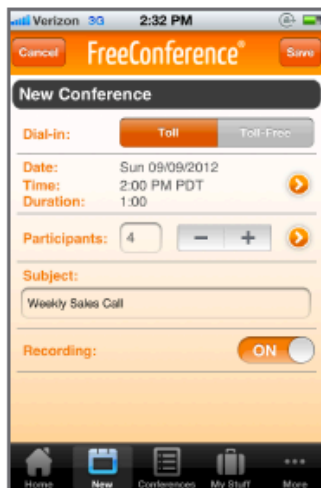 Verizon 3G 2:32 PM
Cancel FreeConference® Save
New Conference
Dial-in: Toll Toll-Free
Date: Sun 09/09/2012
Time: 2:00 PM PDT
Duration: 1:00
Participants: 4 − +
Subject:
Weekly Sales Call
Recording: ON
Home New Conferences My Stuff More